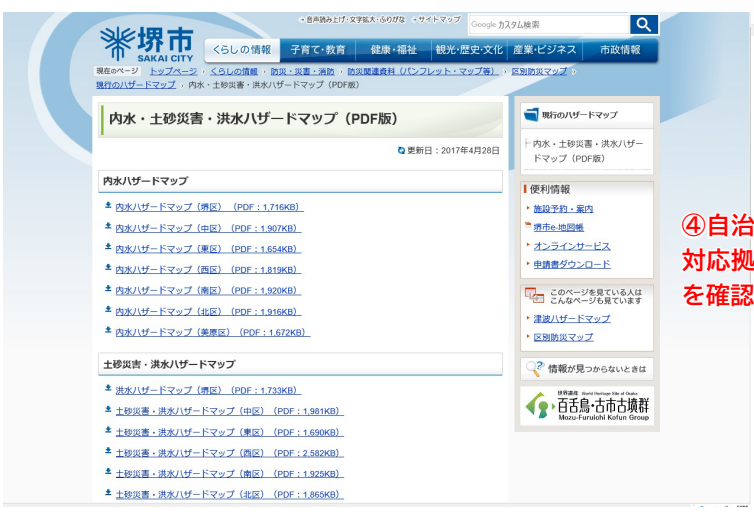 音声読み上げ・文字拡大・ふりがな
サイトマップ
Google カスタム検索
堺市
SAKAI CITY
くらしの情報
子育て・教育
健康・福祉
観光・歴史・文化
産業・ビジネス
市政情報
現在のページ トップページ › くらしの情報 › 防災・災害・消防 › 防災関連資料（パンフレット・マップ等） › 区別防災マップ ›
現行のハザードマップ › 内水・土砂災害・洪水ハザードマップ（PDF版）
内水・土砂災害・洪水ハザードマップ（PDF版）
更新日：2017年4月28日
内水ハザードマップ
内水ハザードマップ（堺区）（PDF：1,716KB）
内水ハザードマップ（中区）（PDF：1,907KB）
内水ハザードマップ（東区）（PDF：1,654KB）
内水ハザードマップ（西区）（PDF：1,819KB）
内水ハザードマップ（南区）（PDF：1,920KB）
内水ハザードマップ（北区）（PDF：1,916KB）
内水ハザードマップ（美原区）（PDF：1,672KB）
土砂災害・洪水ハザードマップ
洪水ハザードマップ（堺区）（PDF：1,733KB）
土砂災害・洪水ハザードマップ（中区）（PDF：1,981KB）
土砂災害・洪水ハザードマップ（東区）（PDF：1,690KB）
土砂災害・洪水ハザードマップ（西区）（PDF：2,582KB）
土砂災害・洪水ハザードマップ（南区）（PDF：1,925KB）
土砂災害・洪水ハザードマップ（北区）（PDF：1,865KB）
現行のハザードマップ
内水・土砂災害・洪水ハザー
ドマップ（PDF版）
便利情報
施設予約・案内
堺市e-地図帳
オンラインサービス
申請書ダウンロード
このページを見ている人は
こんなページも見ています
津波ハザードマップ
区別防災マップ
情報が見つからないときは
世界遺産 World Heritage Site of Osaka
百舌鳥・古市古墳群
Mozu-Furuichi Kofun Group
④自治
対応拠
を確認